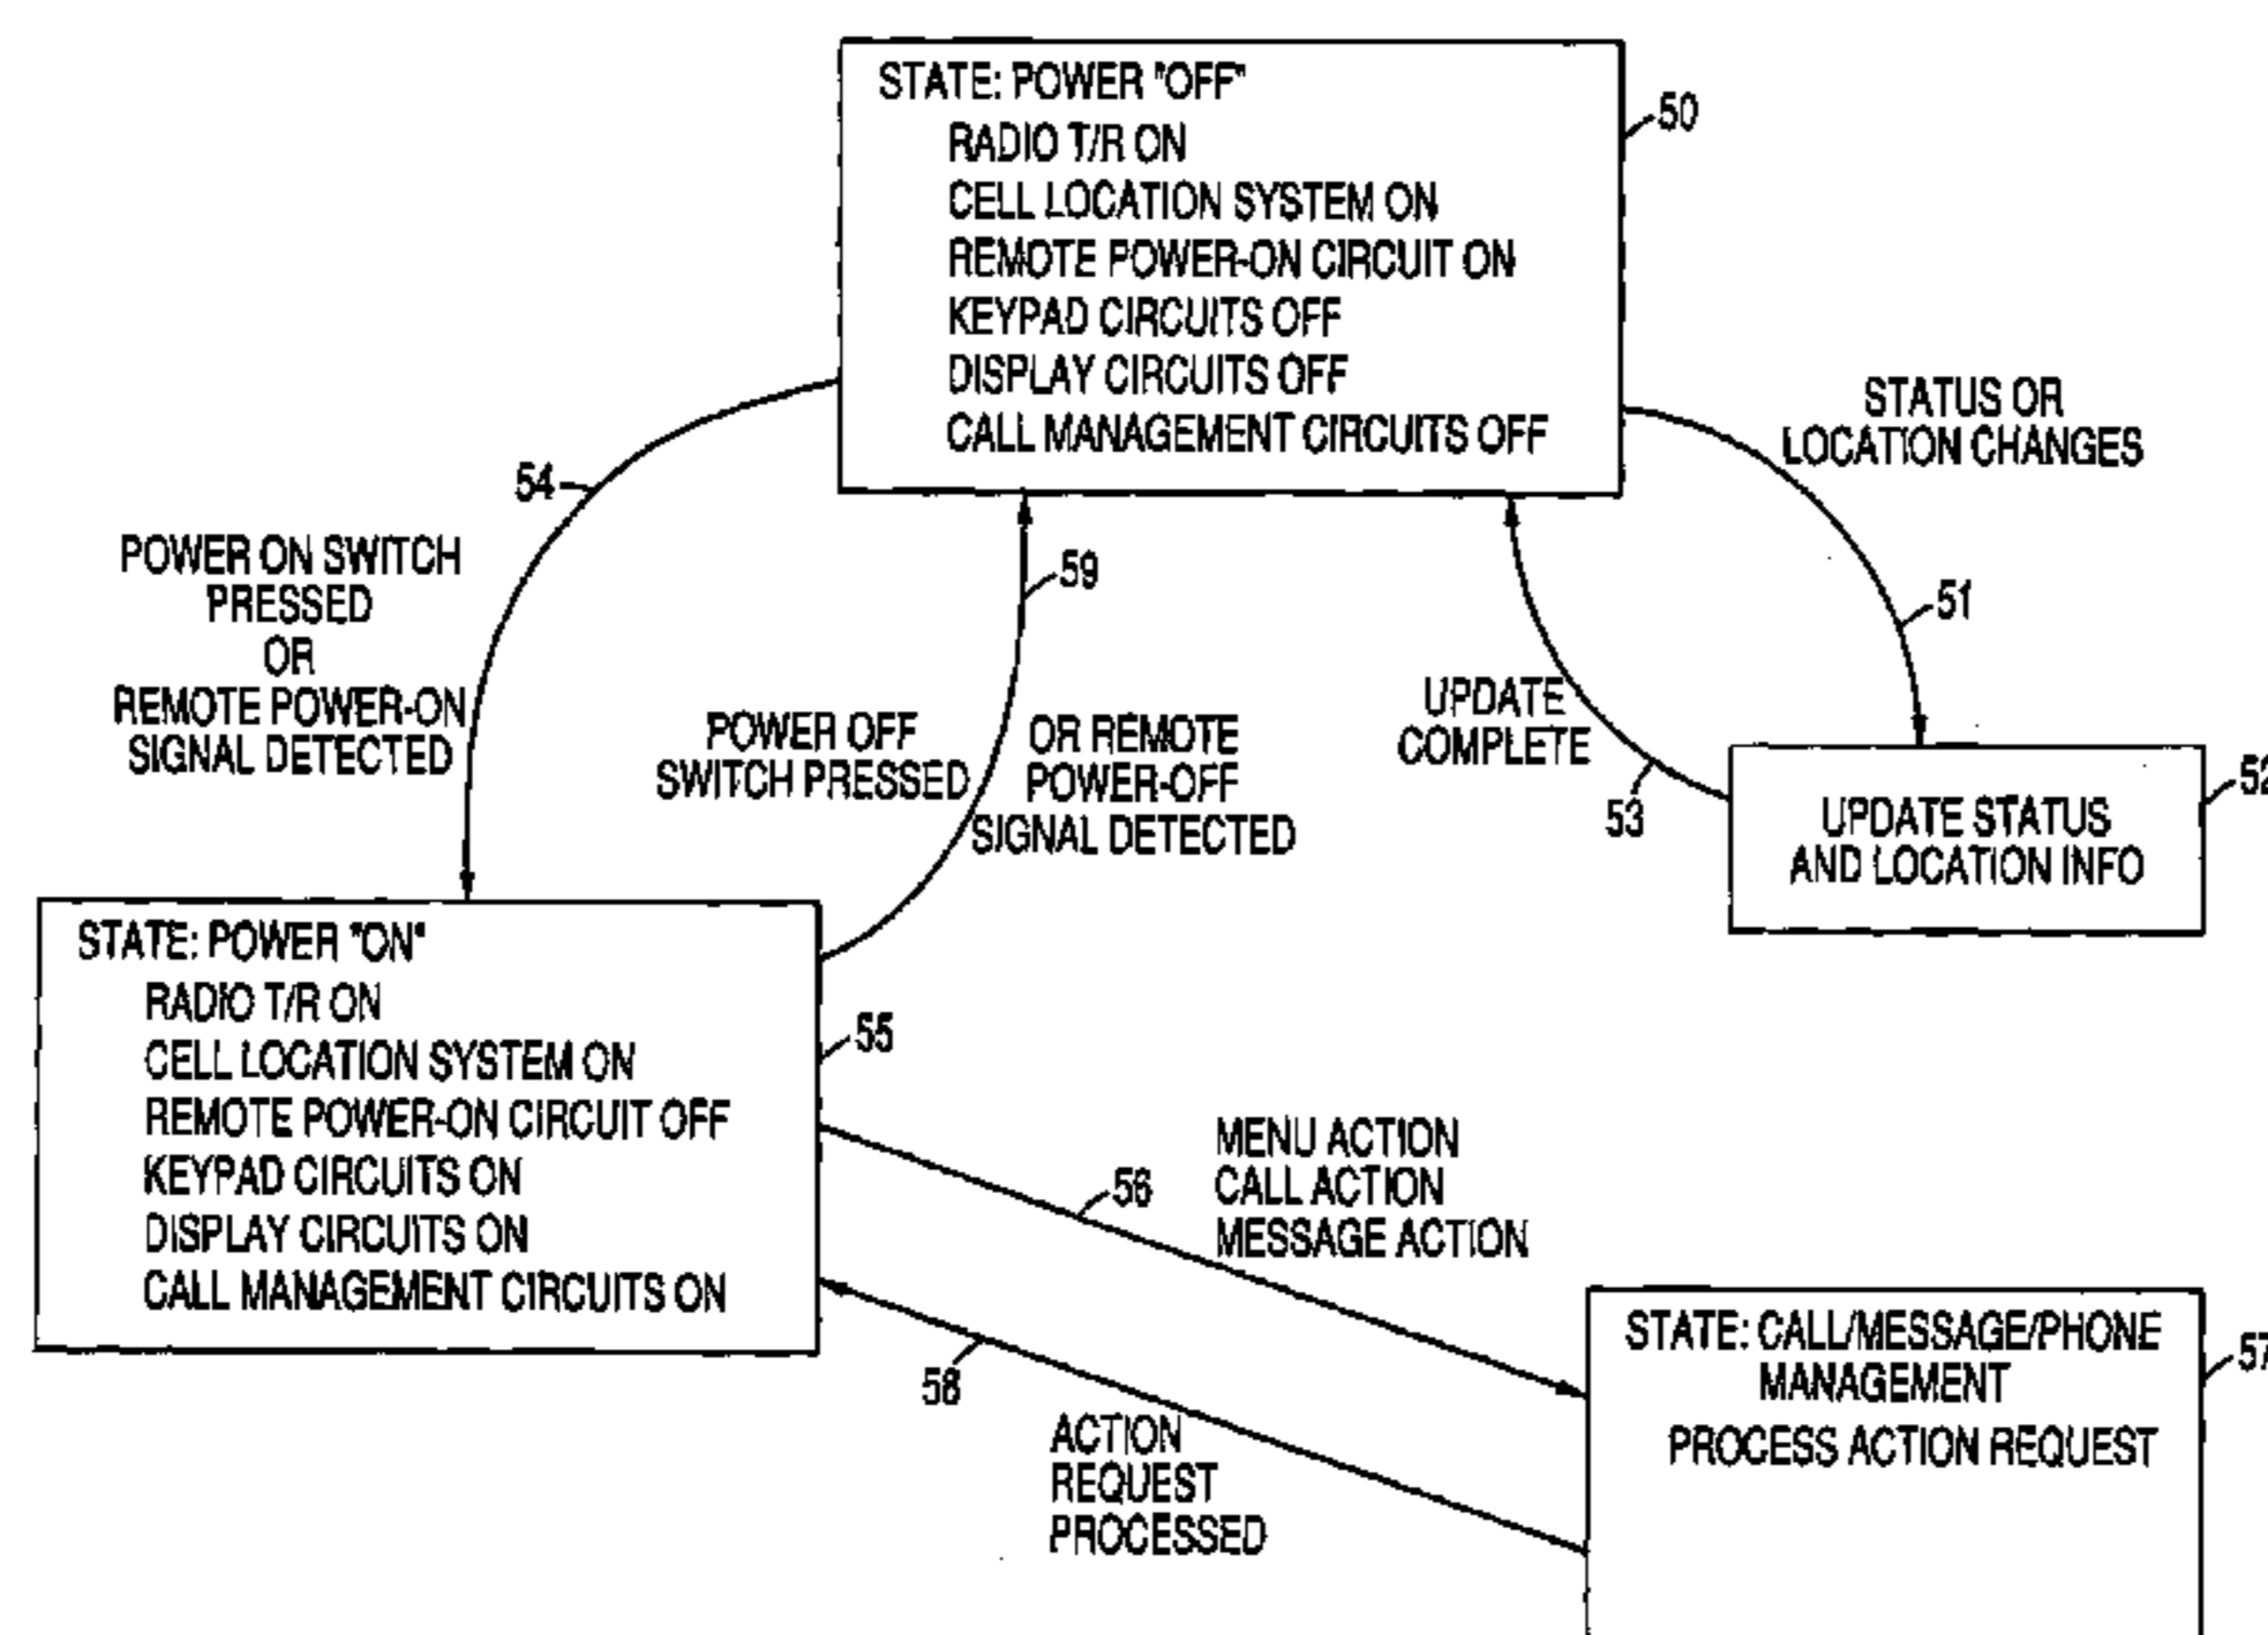 STATE: POWER "OFF"
RADIO T/R ON
CELL LOCATION SYSTEM ON
REMOTE POWER-ON CIRCUIT ON
KEYPAD CIRCUITS OFF
DISPLAY CIRCUITS OFF
CALL MANAGEMENT CIRCUITS OFF
50
STATUS OR
LOCATION CHANGES
51
54
POWER ON SWITCH
PRESSED
OR
REMOTE POWER-ON
SIGNAL DETECTED
59
POWER OFF
SWITCH PRESSED
OR REMOTE
POWER-OFF
SIGNAL DETECTED
UPDATE
COMPLETE
53
UPDATE STATUS
AND LOCATION INFO
52
STATE: POWER "ON"
RADIO T/R ON
CELL LOCATION SYSTEM ON
REMOTE POWER-ON CIRCUIT OFF
KEYPAD CIRCUITS ON
DISPLAY CIRCUITS ON
CALL MANAGEMENT CIRCUITS ON
55
56
MENU ACTION
CALL ACTION
MESSAGE ACTION
58
ACTION
REQUEST
PROCESSED
STATE: CALL/MESSAGE/PHONE
MANAGEMENT
PROCESS ACTION REQUEST
57